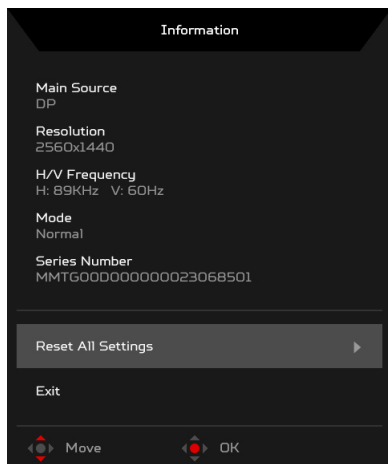 Information
Main Source
DP
Resolution
2560x1440
H/V Frequency
H: 89KHz V: 60Hz
Mode
Normal
Series Number
MMTG00D000000023068501
Reset All Settings
Exit
Move OK